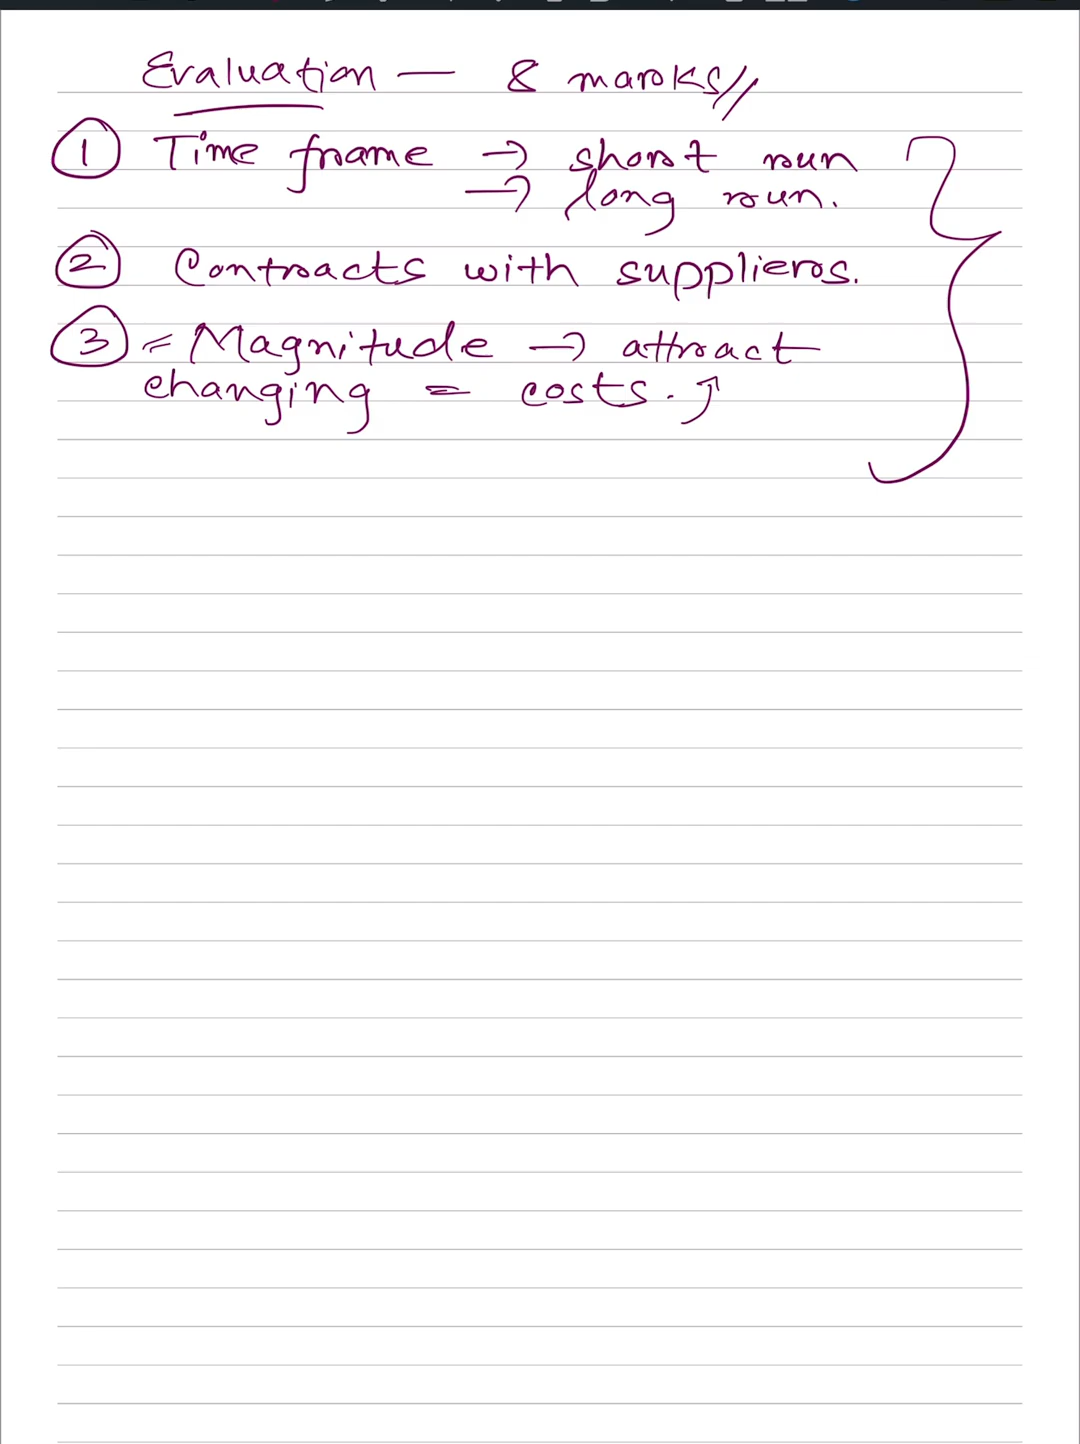 Evaluation — 8 marks//
① Time frame → short run
→ long run.
② Contracts with suppliers.
③ = Magnitude → attract
changing = costs. ↑